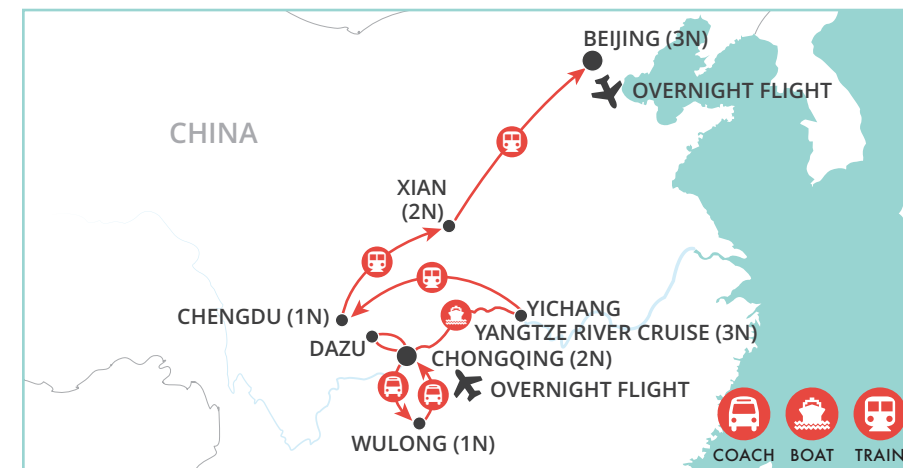 BEIJING (3N)
OVERNIGHT FLIGHT
CHINA
XIAN
(2N)
CHENGDU (1N)
YICHANG
YANGTZE RIVER CRUISE (3N)
DAZU
CHONGQING (2N)
OVERNIGHT FLIGHT
WULONG (1N)
COACH BOAT TRAIN